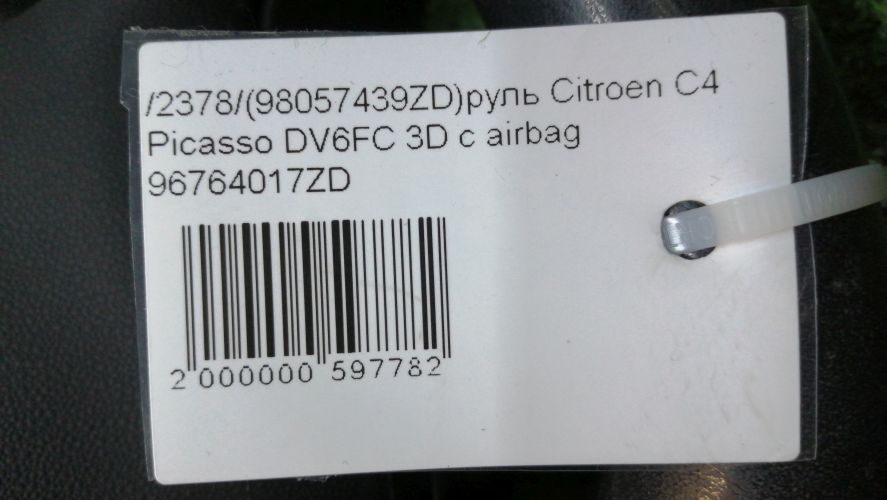 /2378/(98057439ZD)руль Citroen C4
Picasso DV6FC 3D с airbag
96764017ZD
2 000000 597782